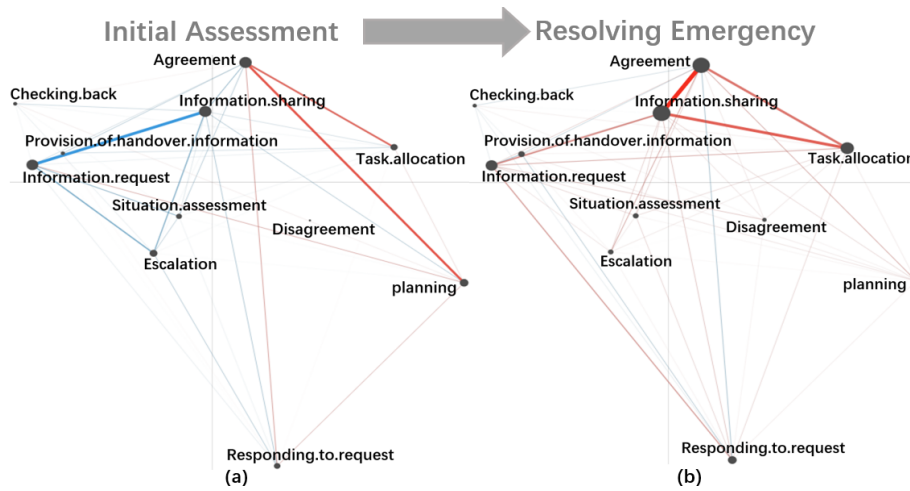 Initial Assessment
Resolving Emergency
Agreement
Checking.back
Information.sharing
Provision.of.handover.information
Task.allocation
Information.request
Situation.assessment
Disagreement
Escalation
planning
Responding.to.request
(a)
Agreement
Checking.back
Information.sharing
Provision.of.handover.information
Task.allocation
Information.request
Situation.assessment
Disagreement
Escalation
planning
Responding.to.request
(b)